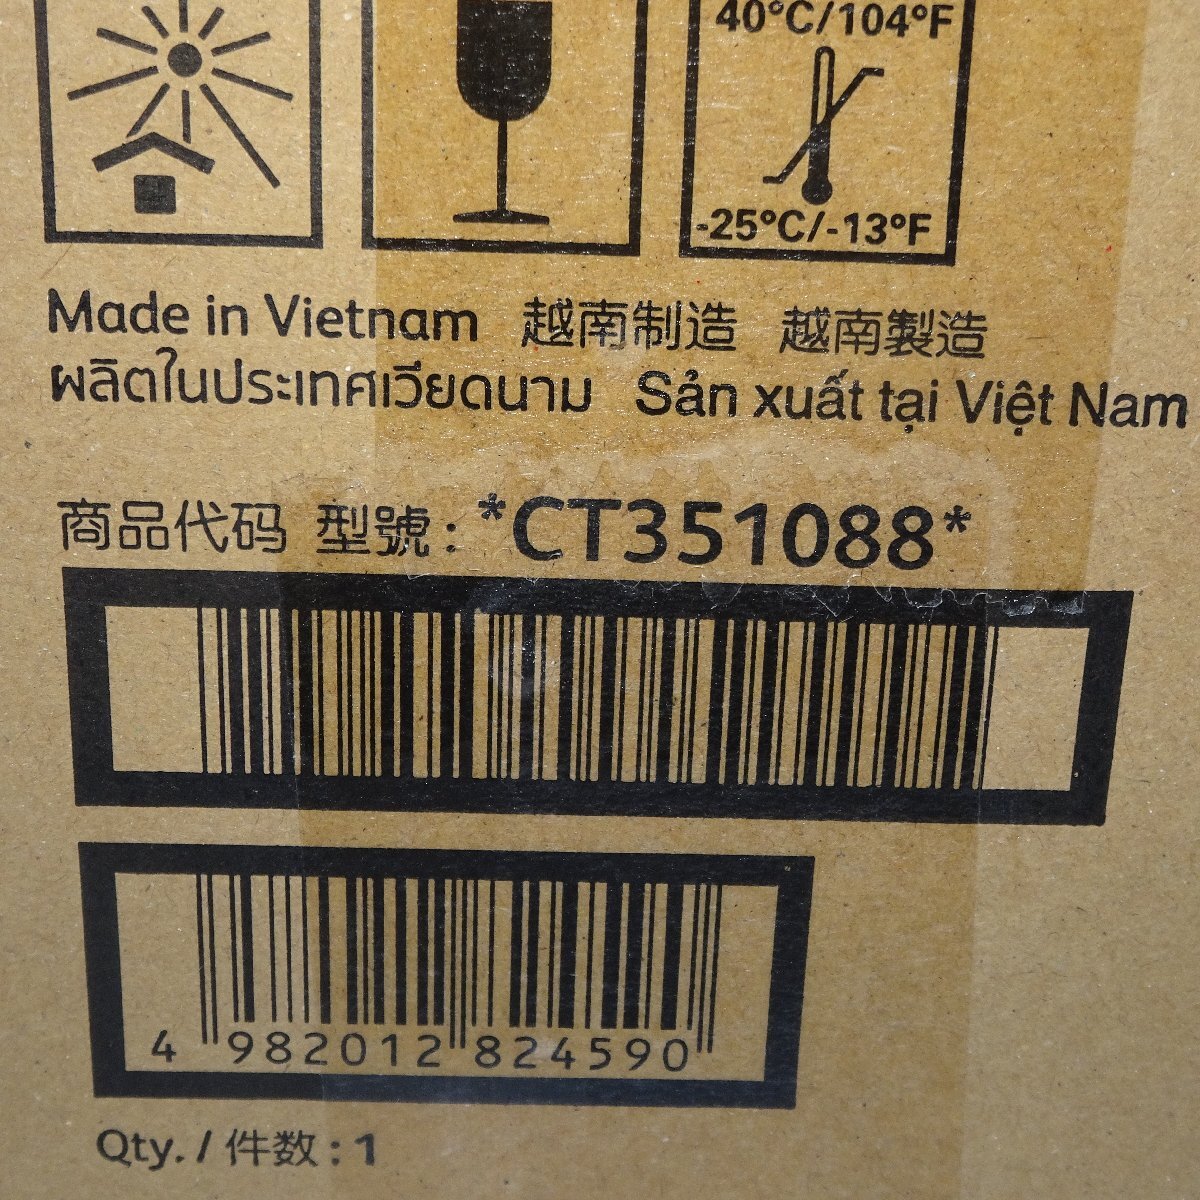 40°C/104°F
-25°C/-13°F
Made in Vietnam 越南制造 越南製造
ผลิตในประเทศเวียดนาม Sản xuất tại Việt Nam
商品代码 型號: *CT351088*
4 982012 824590
Qty. / 件数 : 1